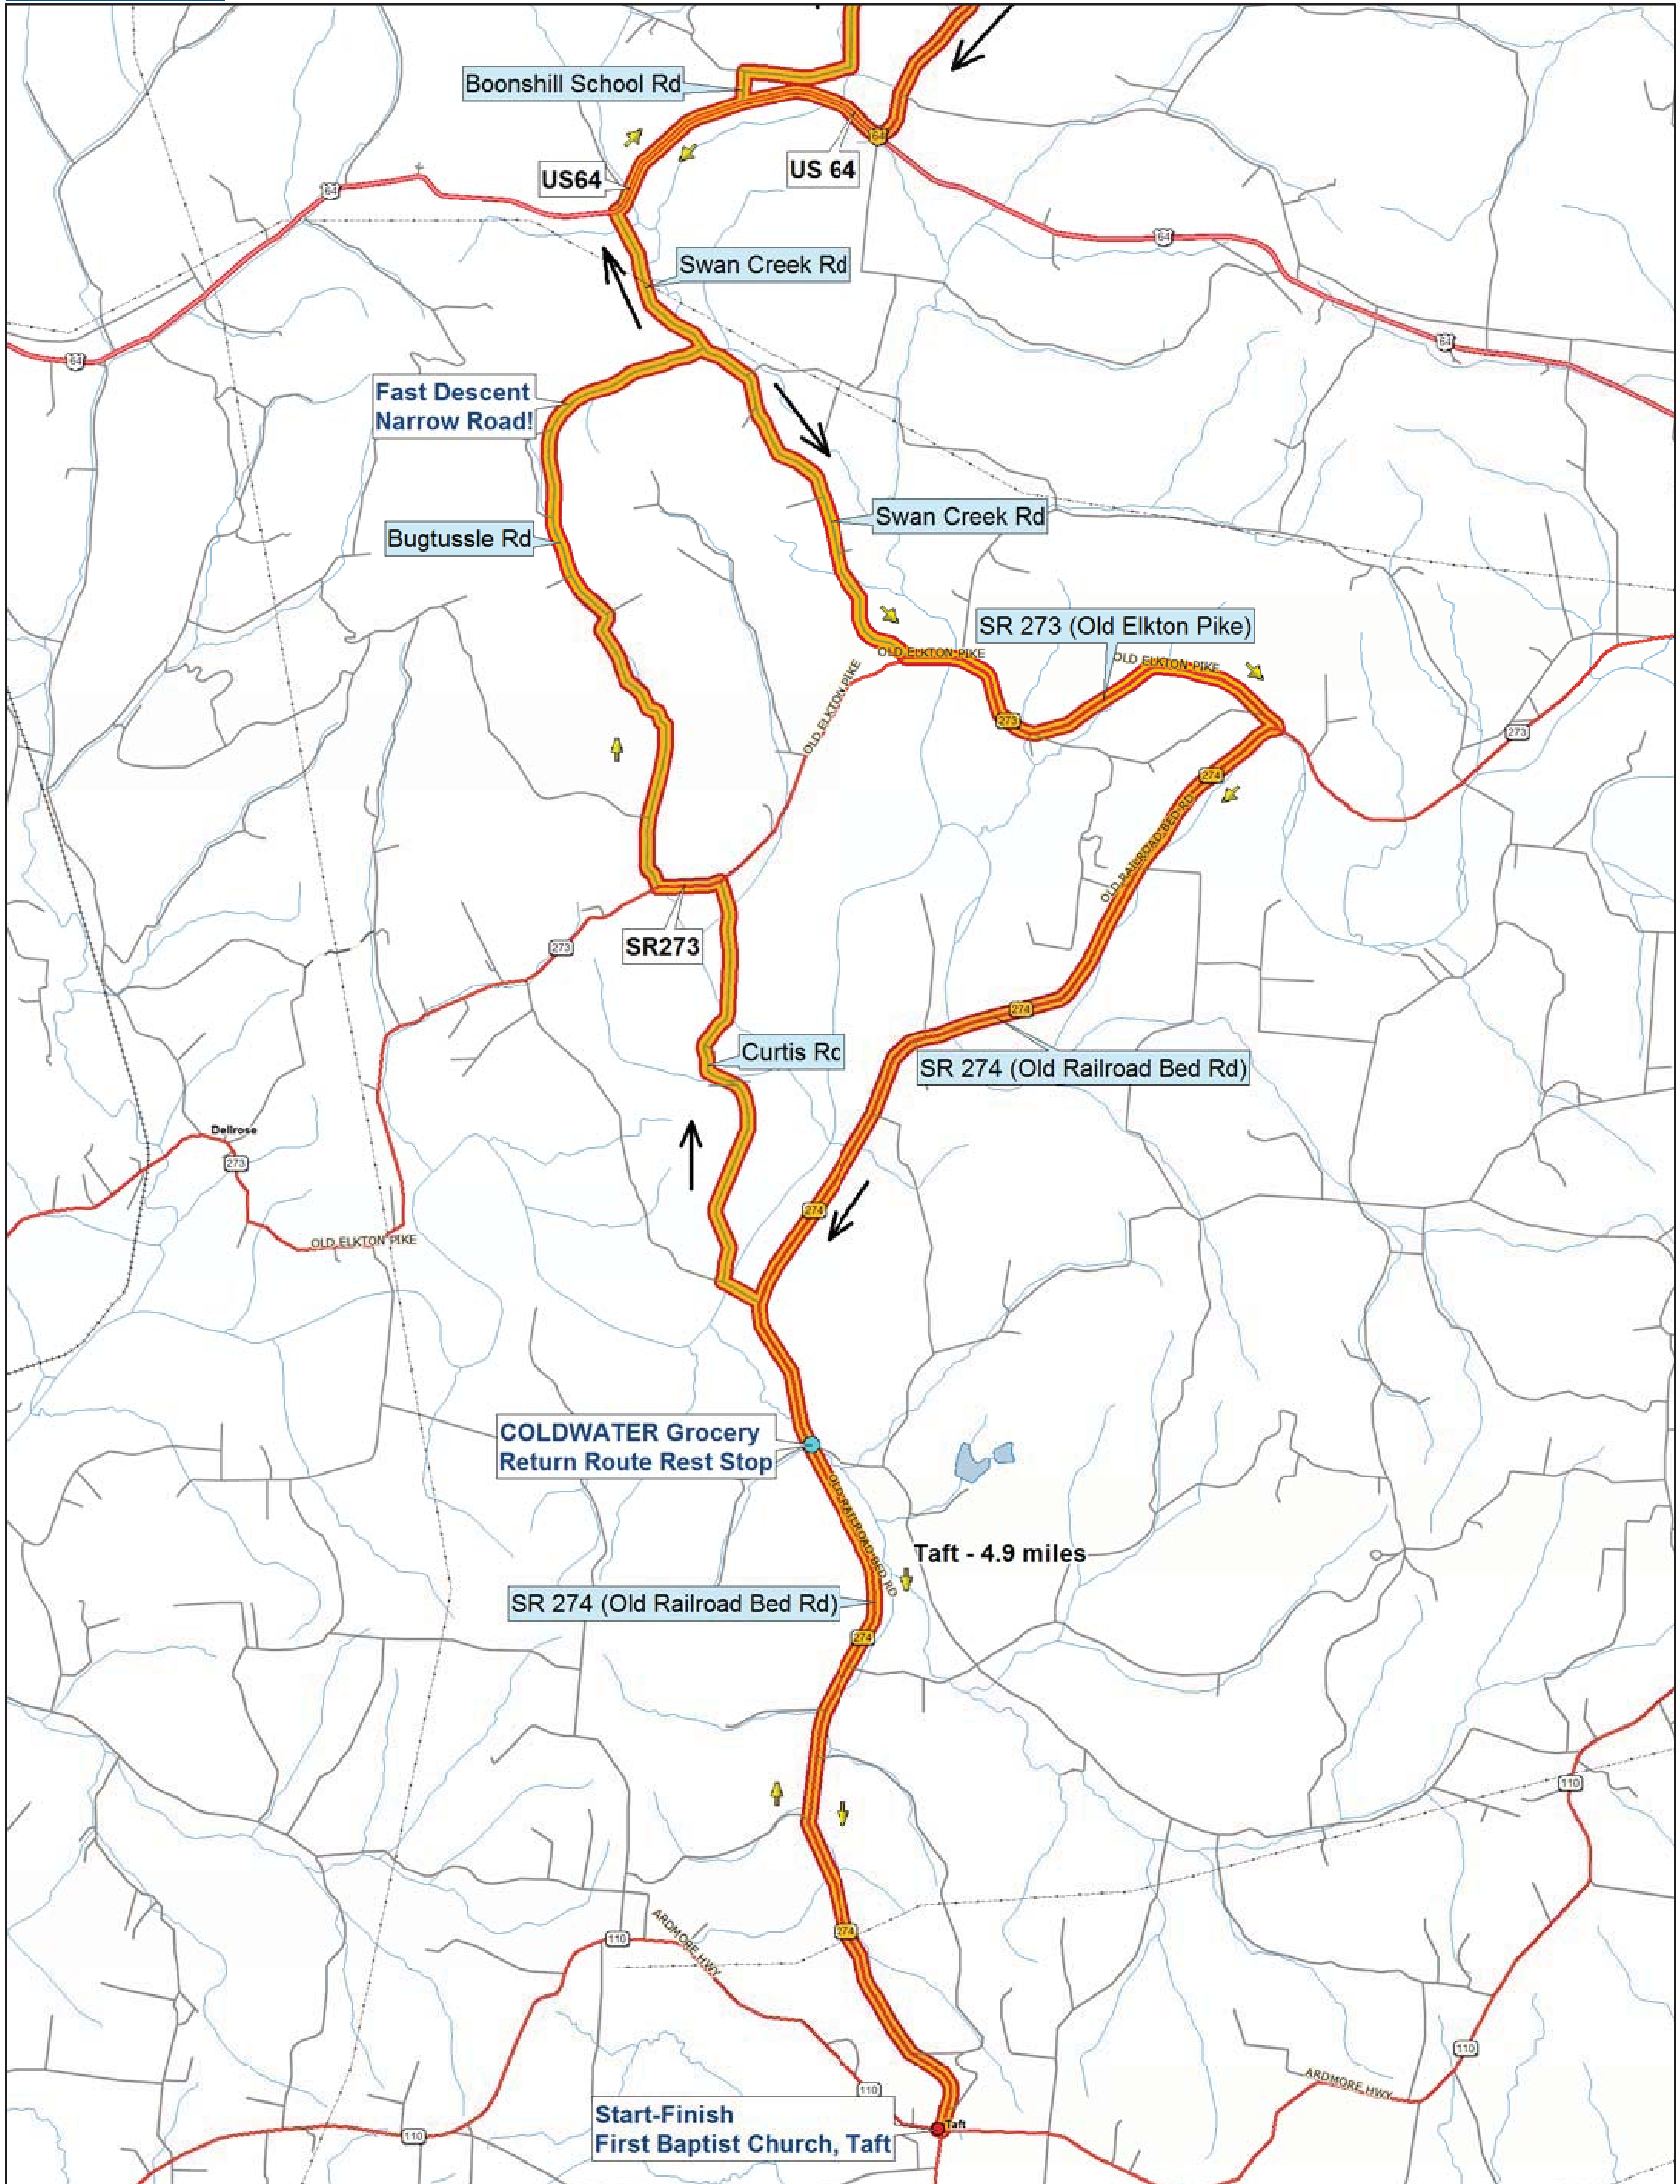 Boonshill School Rd
64
US 64
US64
64
64
Swan Creek Rd
64
64
Fast Descent
Narrow Road!
Swan Creek Rd
Bugtussle Rd
SR 273 (Old Elkton Pike)
OLD ELKTON PIKE
OLD ELKTON PIKE
OLD ELKTON PIKE
273
273
274
OLD RAILROAD BED RD
SR273
273
274
Curtis Rd
SR 274 (Old Railroad Bed Rd)
Dellrose
273
274
OLD ELKTON PIKE
COLDWATER Grocery
Return Route Rest Stop
OLD RAILROAD BED RD
Taft - 4.9 miles
SR 274 (Old Railroad Bed Rd)
274
110
ARDMORE HWY
274
110
110
ARDMORE HWY
110
Start-Finish
First Baptist Church, Taft
Taft
110